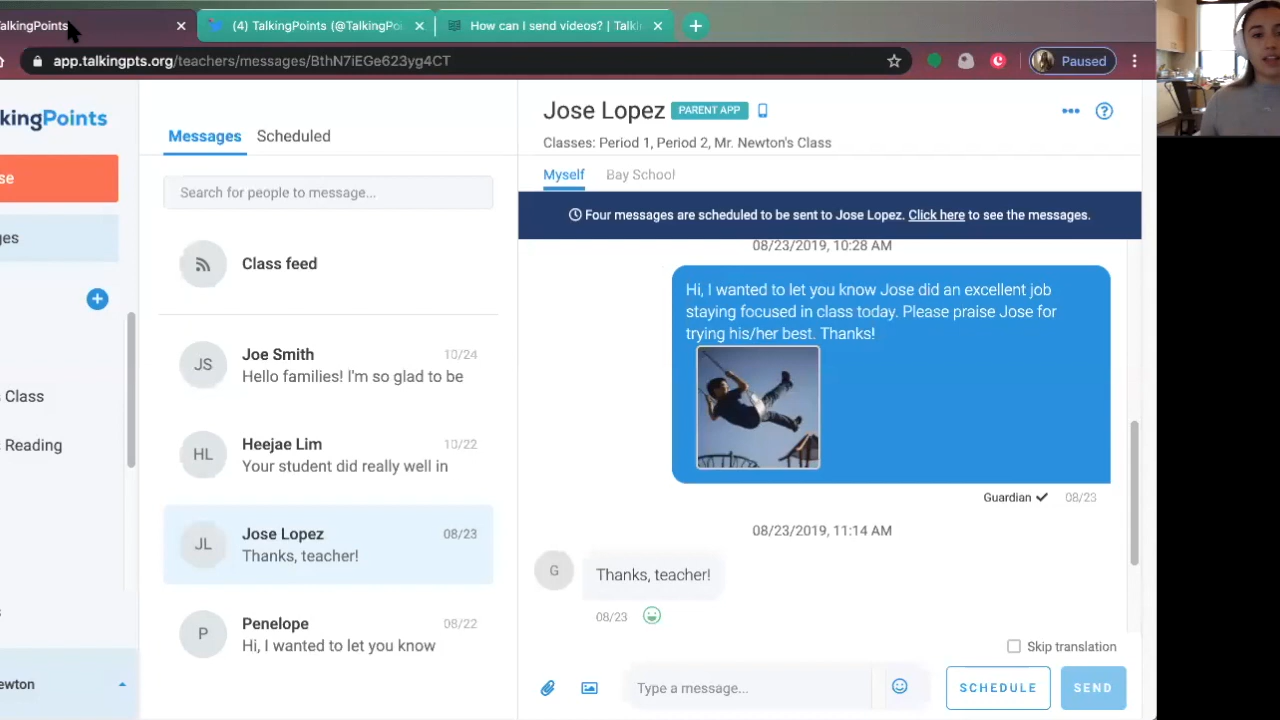 alkingPoints
(4) TalkingPoints (@TalkingPoi
How can I send videos? | Talki
app.talkingpts.org/teachers/messages/BthN7iEGe623yg4CT
Paused
kingPoints
se
ges
Class
Reading
s
ewton
Messages Scheduled
Search for people to message...
Class feed
JS
Joe Smith 10/24
Hello families! I'm so glad to be
HL
Heejae Lim 10/22
Your student did really well in
JL
Jose Lopez 08/23
Thanks, teacher!
P
Penelope 08/22
Hi, I wanted to let you know
Jose Lopez PARENT APP
Classes: Period 1, Period 2, Mr. Newton's Class
Myself Bay School
Four messages are scheduled to be sent to Jose Lopez. Click here to see the messages.
08/23/2019, 10:28 AM
Hi, I wanted to let you know Jose did an excellent job
staying focused in class today. Please praise Jose for
trying his/her best. Thanks!
Guardian 08/23
08/23/2019, 11:14 AM
G
Thanks, teacher!
08/23
Skip translation
Type a message...
SCHEDULE
SEND